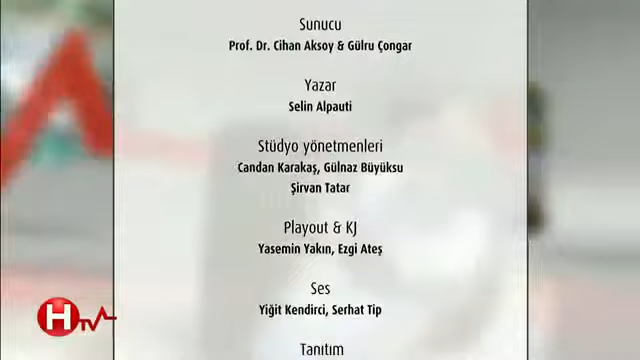 Sunucu
Prof. Dr. Cihan Aksoy & Gülru Çongar
Yazar
Selin Alpauti
Stüdyo yönetmenleri
Candan Karakaş, Gülnaz Büyüksu
Şirvan Tatar
Playout & KJ
Yasemin Yakın, Ezgi Ateş
Ses
Yiğit Kendirci, Serhat Tip
HTV
Tanıtım